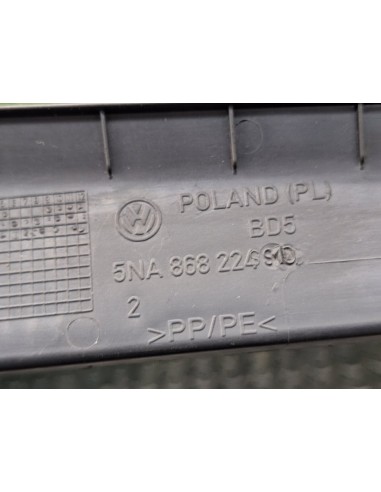 POLAND (PL)
BD5
5NA 868 224
2
>PP/PE<